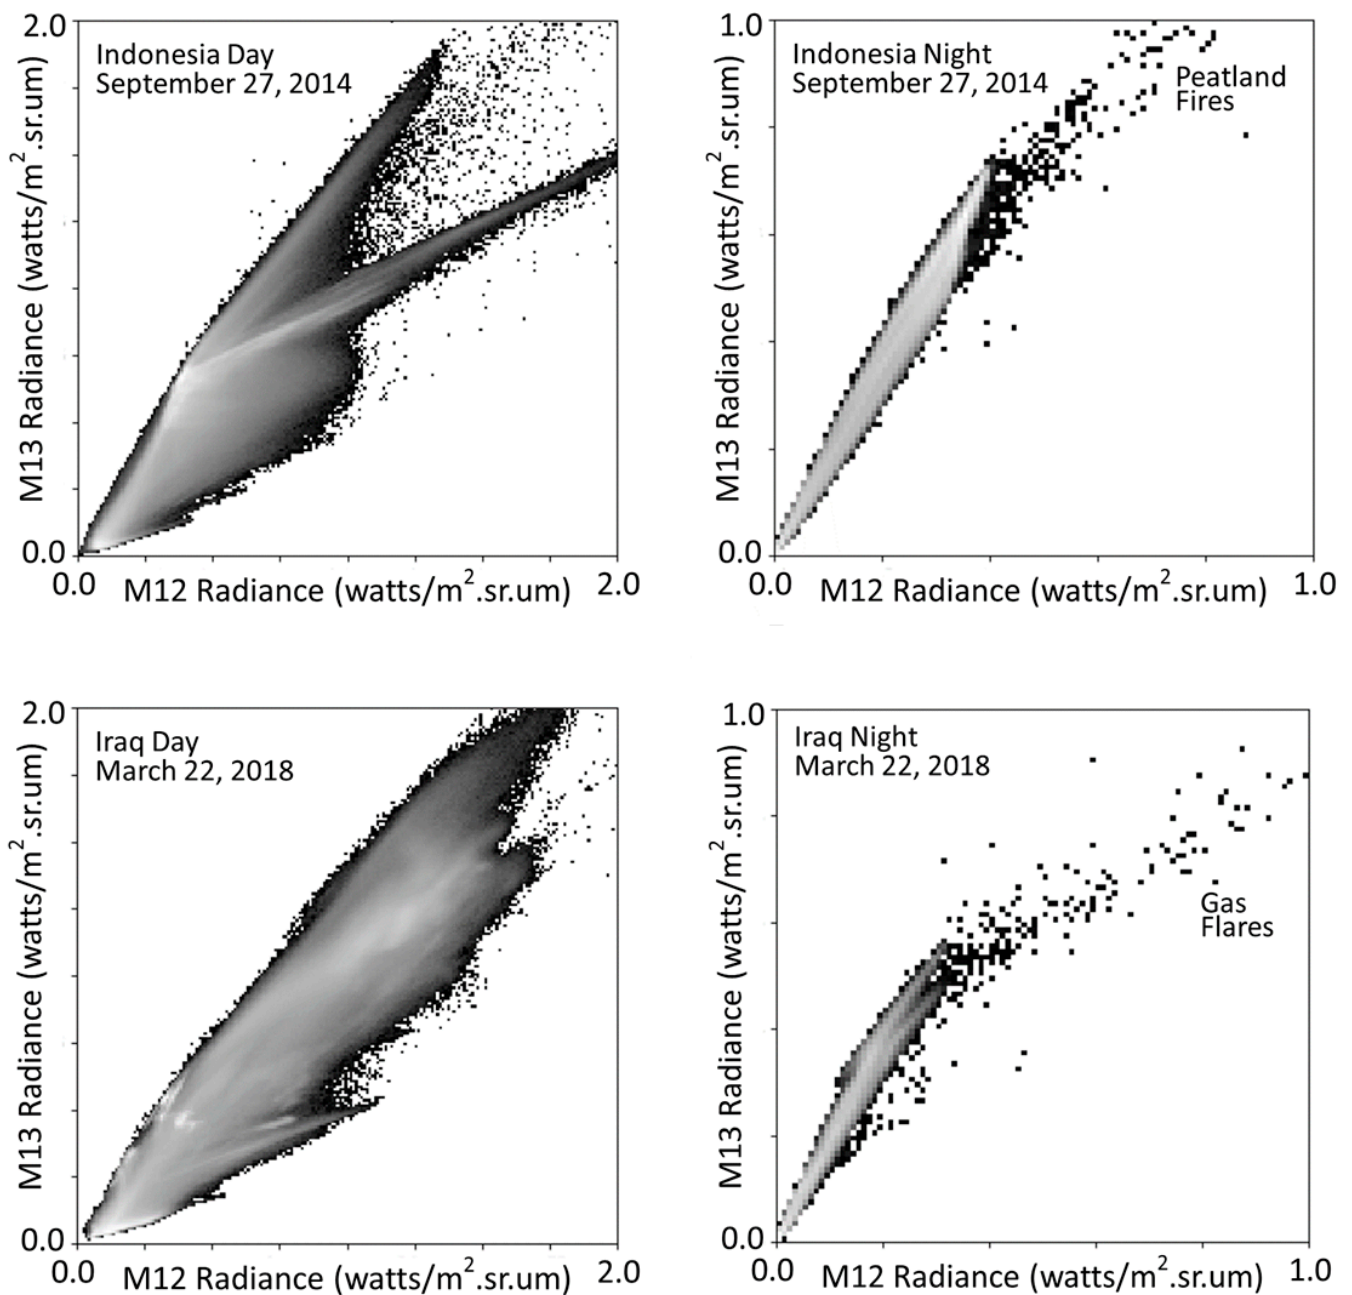 2.0
Indonesia Day
September 27, 2014
M13 Radiance (watts/m².sr.um)
0.0
0.0
M12 Radiance (watts/m².sr.um)
2.0
1.0
Indonesia Night
September 27, 2014
Peatland
Fires
M13 Radiance (watts/m².sr.um)
0.0
0.0
M12 Radiance (watts/m².sr.um)
1.0
2.0
Iraq Day
March 22, 2018
M13 Radiance (watts/m².sr.um)
0.0
0.0
M12 Radiance (watts/m².sr.um)
2.0
1.0
Iraq Night
March 22, 2018
Gas
Flares
M13 Radiance (watts/m².sr.um)
0.0
0.0
M12 Radiance (watts/m².sr.um)
1.0